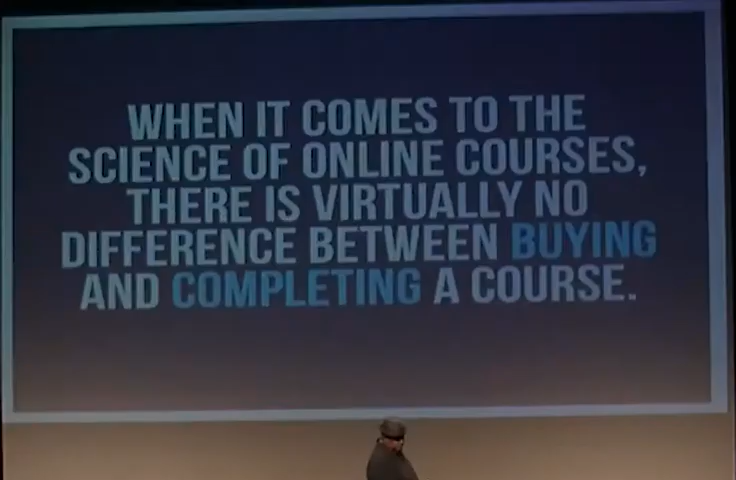 WHEN IT COMES TO THE
SCIENCE OF ONLINE COURSES,
THERE IS VIRTUALLY NO
DIFFERENCE BETWEEN BUYING
AND COMPLETING A COURSE.